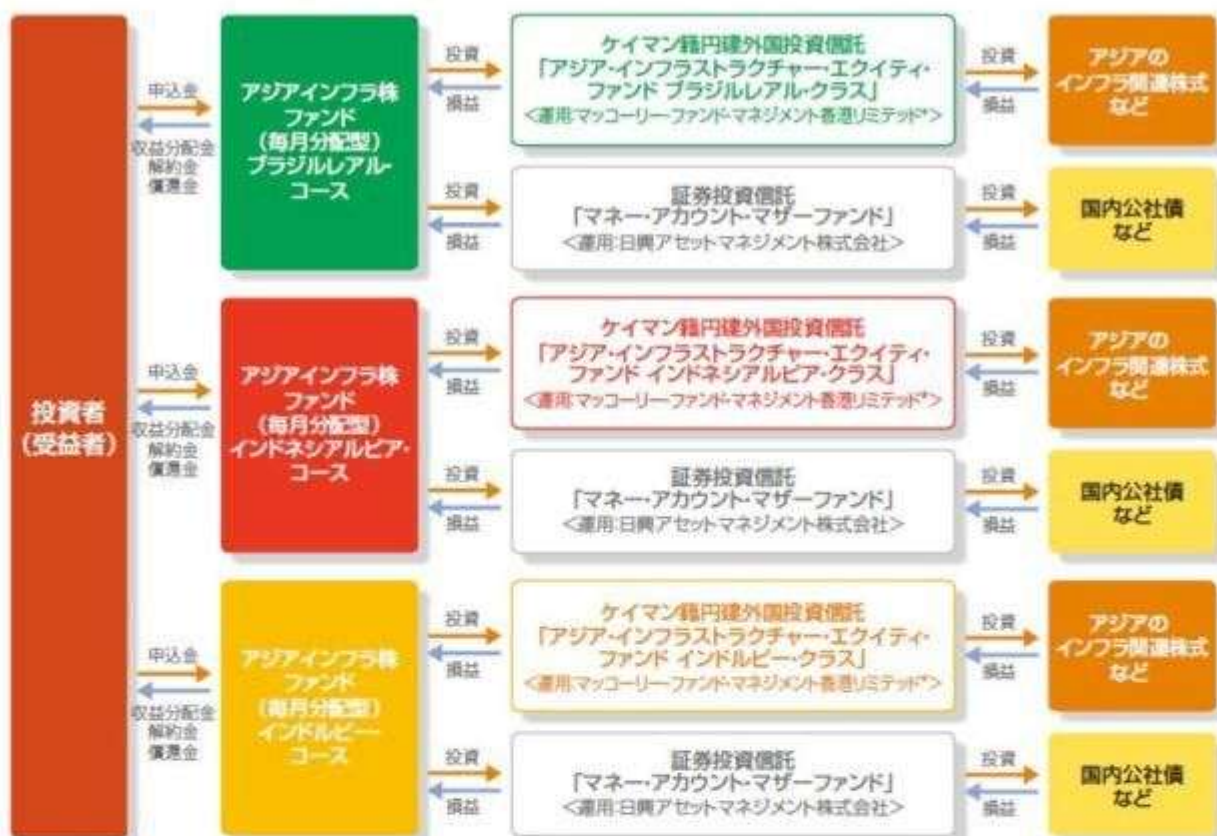 投資者
(受益者)
申込金
収益分配金
解約金
償還金
アジアインフラ株
ファンド
(毎月分配型)
ブラジルレアル・
コース
投資
損益
ケイマン籍円建外国投資信託
「アジア・インフラストラクチャー・エクイティ・
ファンド ブラジルレアル・クラス」
<運用:マッコーリー・ファンド・マネジメント香港リミテッド*>
投資
損益
アジアの
インフラ関連株式
など
投資
損益
証券投資信託
「マネー・アカウント・マザーファンド」
<運用:日興アセットマネジメント株式会社>
投資
損益
国内公社債
など
申込金
収益分配金
解約金
償還金
アジアインフラ株
ファンド
(毎月分配型)
インドネシアルピア・
コース
投資
損益
ケイマン籍円建外国投資信託
「アジア・インフラストラクチャー・エクイティ・
ファンド インドネシアルピア・クラス」
<運用:マッコーリー・ファンド・マネジメント香港リミテッド*>
投資
損益
アジアの
インフラ関連株式
など
投資
損益
証券投資信託
「マネー・アカウント・マザーファンド」
<運用:日興アセットマネジメント株式会社>
投資
損益
国内公社債
など
申込金
収益分配金
解約金
償還金
アジアインフラ株
ファンド
(毎月分配型)
インドルピー・
コース
投資
損益
ケイマン籍円建外国投資信託
「アジア・インフラストラクチャー・エクイティ・
ファンド インドルピー・クラス」
<運用:マッコーリー・ファンド・マネジメント香港リミテッド*>
投資
損益
アジアの
インフラ関連株式
など
投資
損益
証券投資信託
「マネー・アカウント・マザーファンド」
<運用:日興アセットマネジメント株式会社>
投資
損益
国内公社債
など